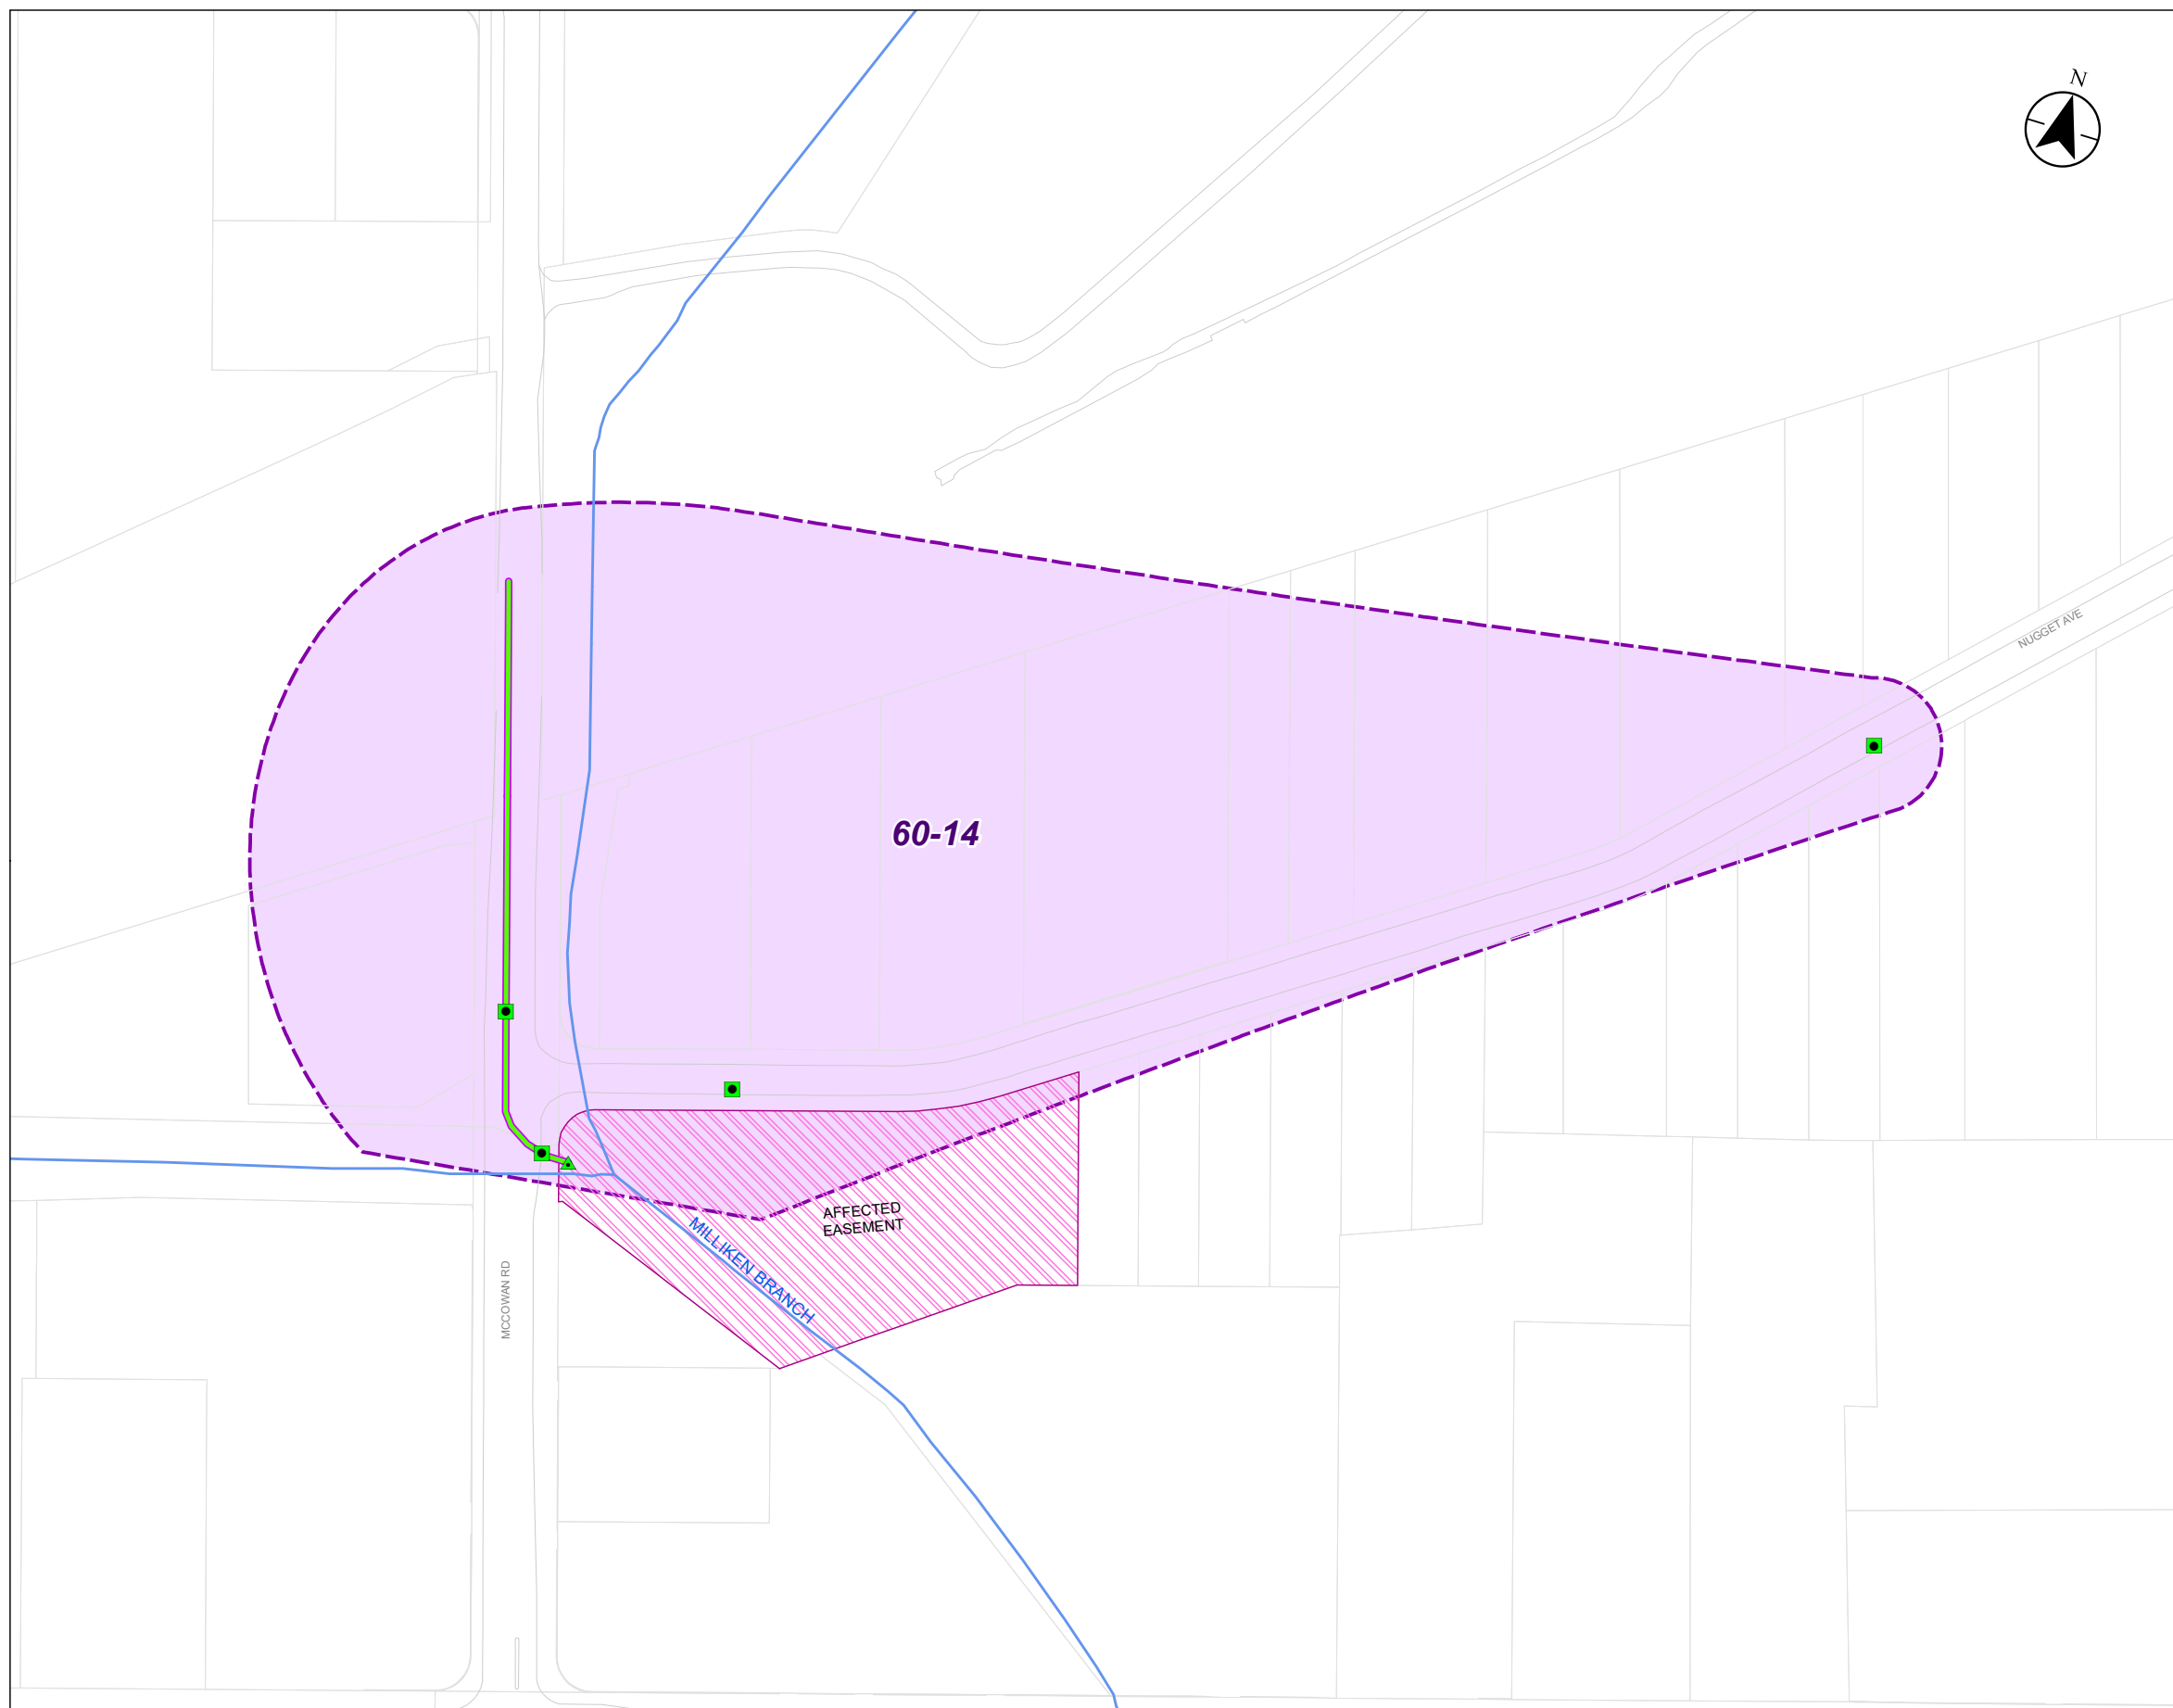 N
NUGGET AVE
60-14
AFFECTED
EASEMENT
MILLIKEN BRANCH
MCCOWAN RD